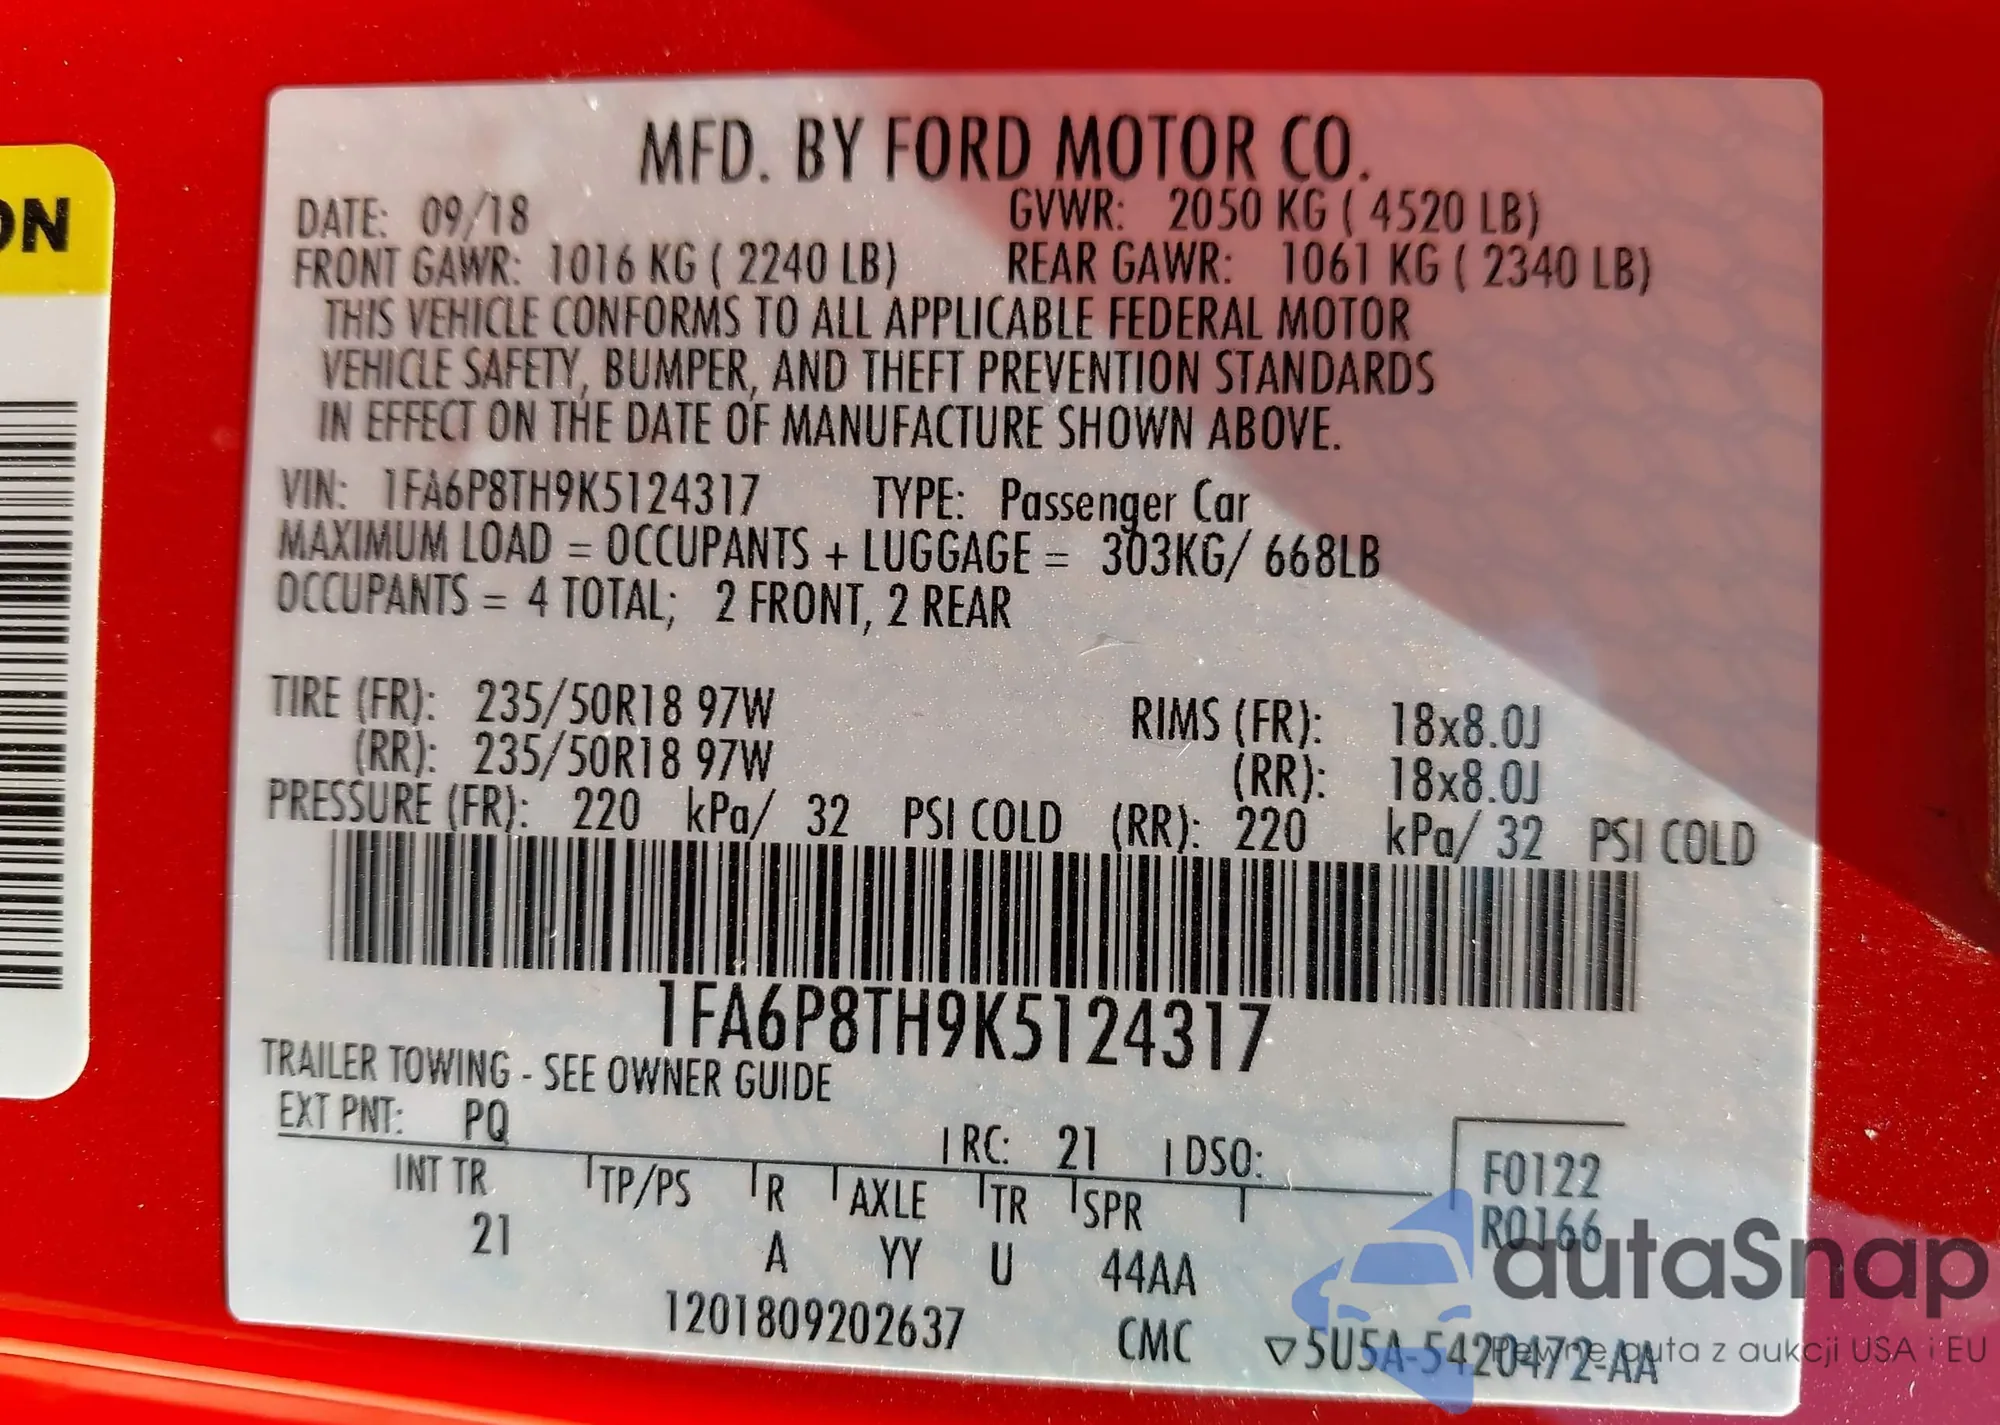 ON
MFD. BY FORD MOTOR CO.
DATE: 09/18 GVWR: 2050 KG ( 4520 LB)
FRONT GAWR: 1016 KG ( 2240 LB) REAR GAWR: 1061 KG ( 2340 LB)
THIS VEHICLE CONFORMS TO ALL APPLICABLE FEDERAL MOTOR
VEHICLE SAFETY, BUMPER, AND THEFT PREVENTION STANDARDS
IN EFFECT ON THE DATE OF MANUFACTURE SHOWN ABOVE.
VIN: 1FA6P8TH9K5124317 TYPE: Passenger Car
MAXIMUM LOAD = OCCUPANTS + LUGGAGE = 303KG/ 668LB
OCCUPANTS = 4 TOTAL; 2 FRONT, 2 REAR
TIRE (FR): 235/50R18 97W RIMS (FR): 18x8.0J
(RR): 235/50R18 97W (RR): 18x8.0J
PRESSURE (FR): 220 kPa/ 32 PSI COLD (RR): 220 kPa/ 32 PSI COLD
1FA6P8TH9K5124317
TRAILER TOWING - SEE OWNER GUIDE
EXT PNT: PQ RC: 21 DSO:
F0122
INT TR TP/PS R AXLE TR SPR
R0166
21 A YY U 44AA
1201809202637 CMC ▽5U5A-5420472-AA
autaSnap
Pewne auta z aukcji USA i EU